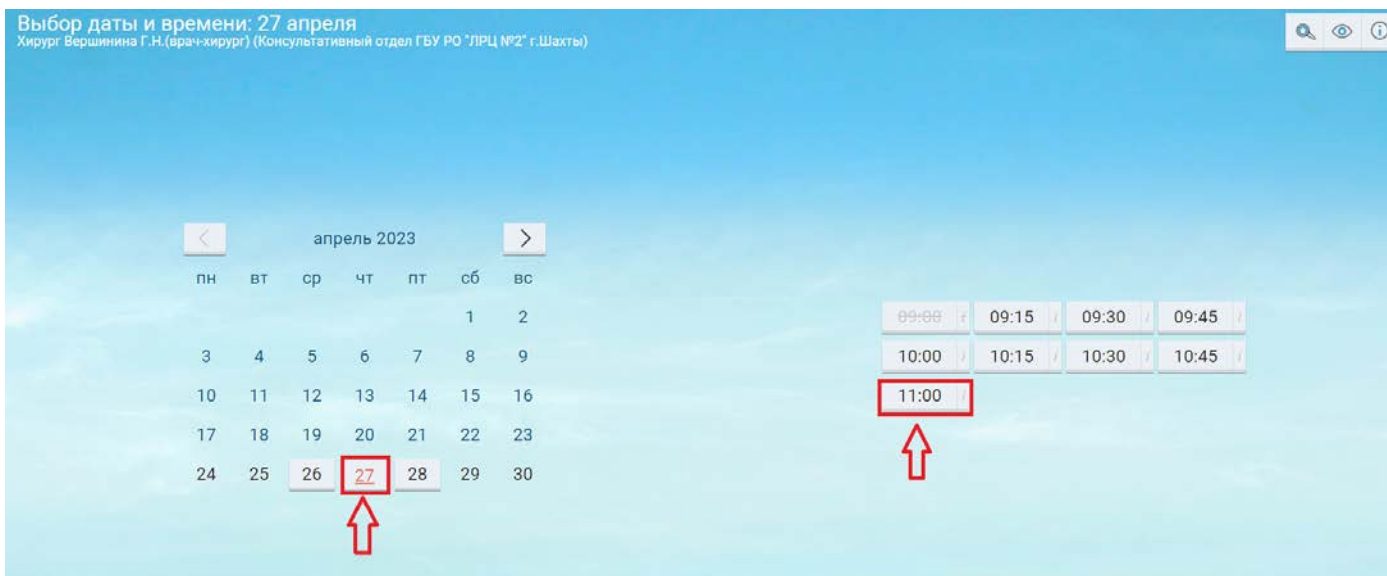 Выбор даты и времени: 27 апреля
Хирург Вершинина Г.Н.(врач-хирург) (Консультативный отдел ГБУ РО "ЛРЦ №2" г.Шахты)
апрель 2023
пн вт ср чт пт сб вс
1 2
3 4 5 6 7 8 9
10 11 12 13 14 15 16
17 18 19 20 21 22 23
24 25 26 27 28 29 30
09:00 i 09:15 i 09:30 i 09:45 i
10:00 i 10:15 i 10:30 i 10:45 i
11:00 i